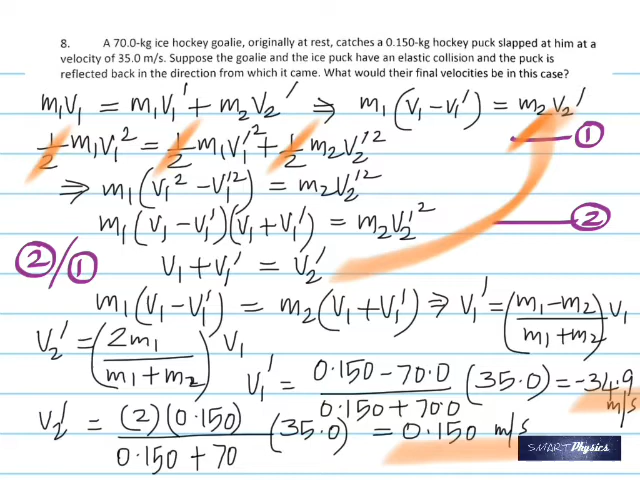 8. A 70.0-kg ice hockey goalie, originally at rest, catches a 0.150-kg hockey puck slapped at him at a
velocity of 35.0 m/s. Suppose the goalie and the ice puck have an elastic collision and the puck is
reflected back in the direction from which it came. What would their final velocities be in this case?
m₁v₁ = m₁v₁' + m₂v₂' ⇒ m₁(v₁ - v₁') = m₂v₂' ①
1/2 m₁v₁² = 1/2 m₁v₁'² + 1/2 m₂v₂'²
⇒ m₁(v₁² - v₁'²) = m₂v₂'²
m₁(v₁ - v₁')(v₁ + v₁') = m₂v₂'² ②
②/① v₁ + v₁' = v₂'
m₁(v₁ - v₁') = m₂(v₁ + v₁') ⇒ v₁' = (m₁ - m₂ / m₁ + m₂) v₁
v₂' = (2m₁ / m₁ + m₂) v₁
v₁' = 0.150 - 70.0 / 0.150 + 70.0 (35.0) = -34.9 m/s
v₂' = (2)(0.150) / 0.150 + 70 (35.0) = 0.150 m/s
SMART Physics